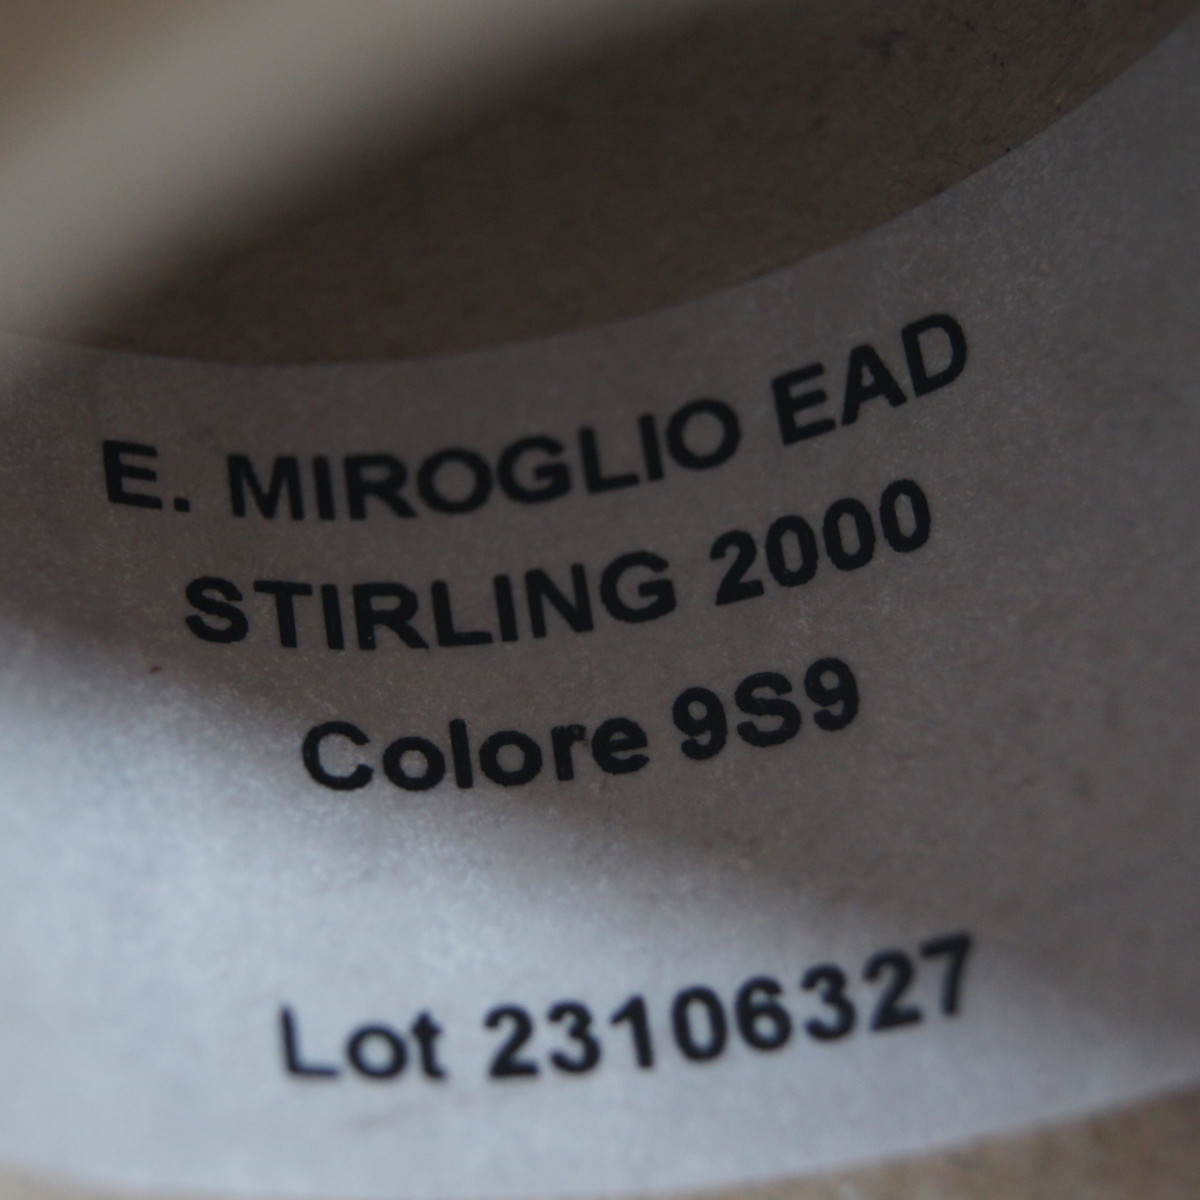 E. MIROGLIO EAD
STIRLING 2000
Colore 9S9
Lot 23106327